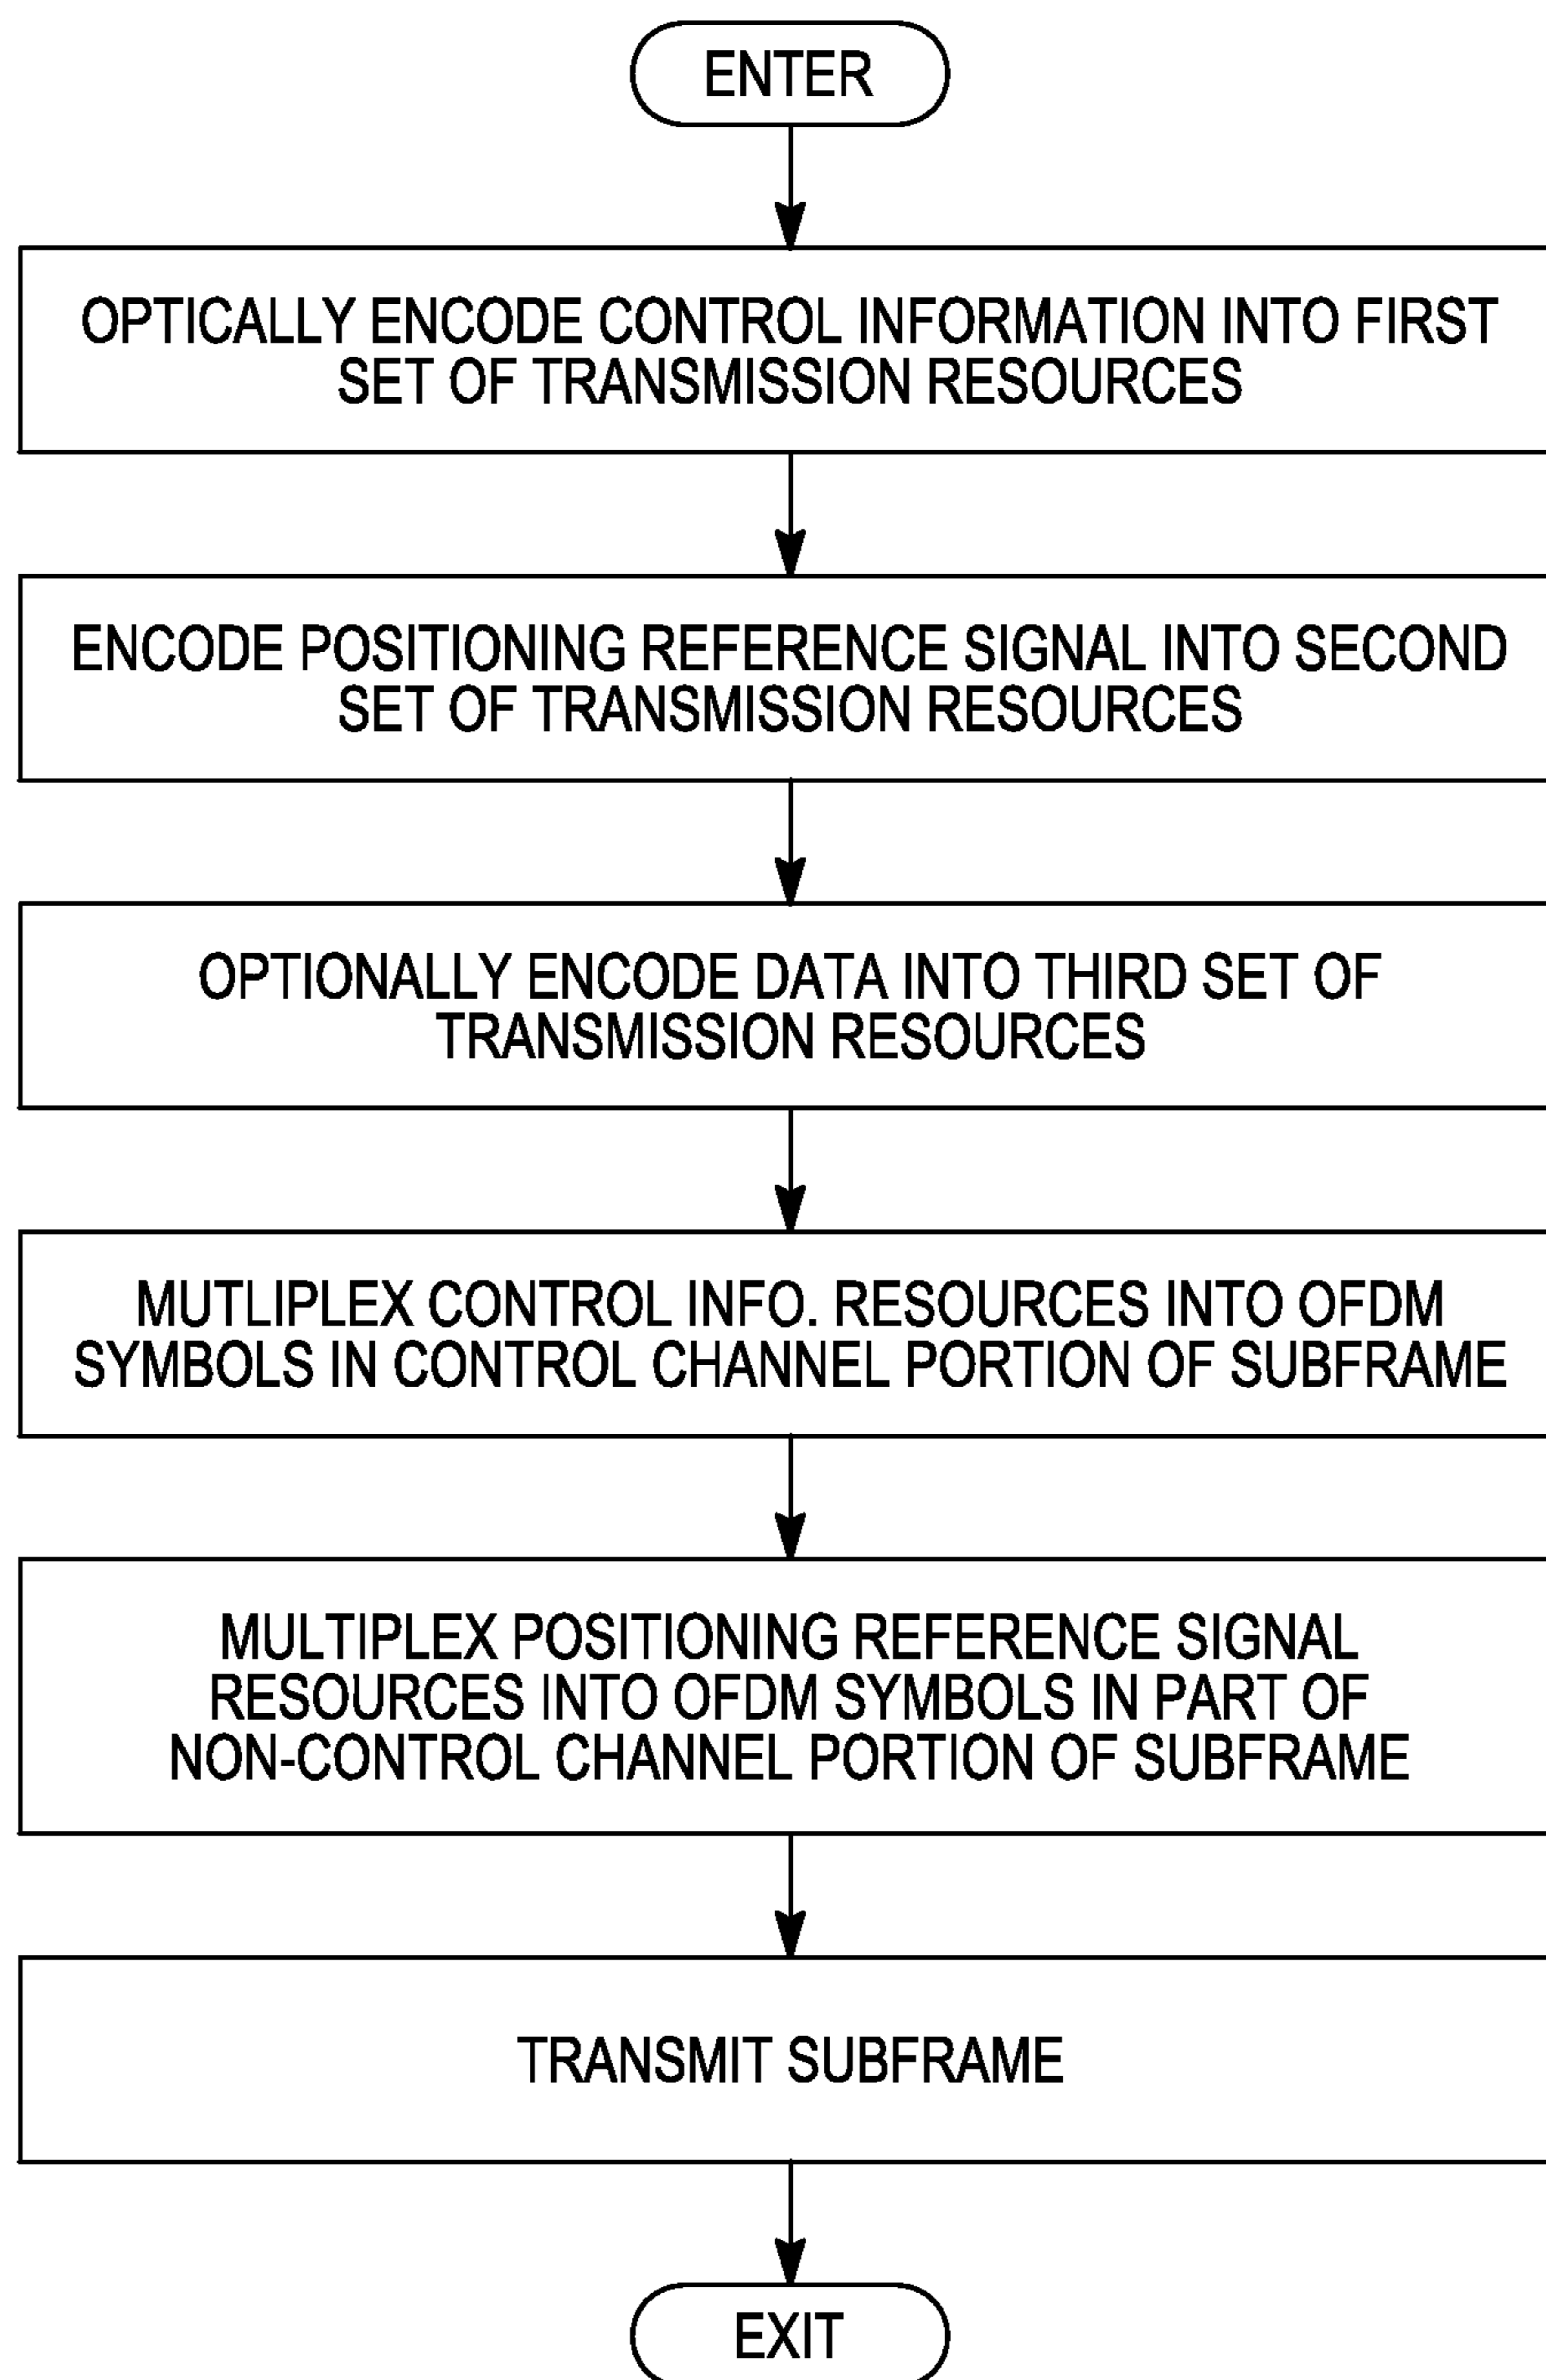 ENTER
OPTICALLY ENCODE CONTROL INFORMATION INTO FIRST
SET OF TRANSMISSION RESOURCES
ENCODE POSITIONING REFERENCE SIGNAL INTO SECOND
SET OF TRANSMISSION RESOURCES
OPTIONALLY ENCODE DATA INTO THIRD SET OF
TRANSMISSION RESOURCES
MUTLIPLEX CONTROL INFO. RESOURCES INTO OFDM
SYMBOLS IN CONTROL CHANNEL PORTION OF SUBFRAME
MULTIPLEX POSITIONING REFERENCE SIGNAL
RESOURCES INTO OFDM SYMBOLS IN PART OF
NON-CONTROL CHANNEL PORTION OF SUBFRAME
TRANSMIT SUBFRAME
EXIT